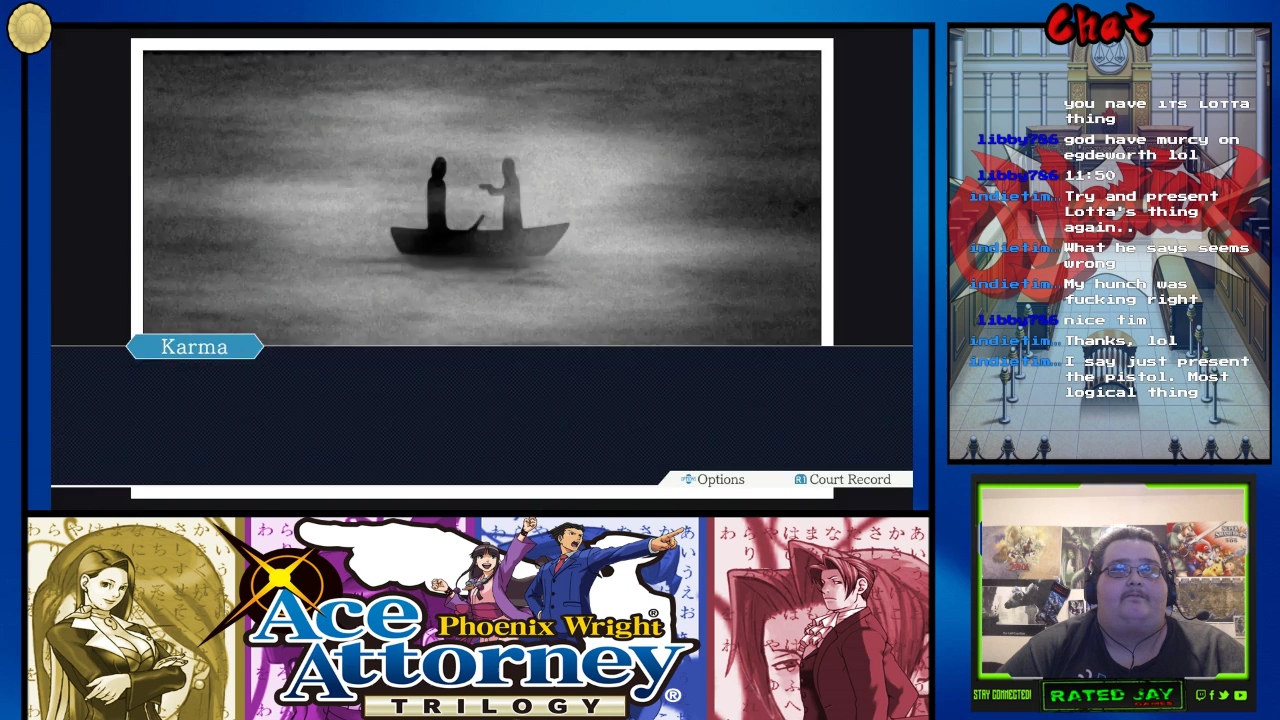 Chat
you have ITS LOTTA
thing
libby786 god have murcy on
egdeworth lol
libby786 11:50
indietim.. Try and present
Lotta's thing
again..
indietim.. What he says seems
wrong
indietim.. My hunch was
fucking right
libby786 nice tim
indietim.. Thanks, lol
indietim.. I say just present
the pistol. Most
logical thing
Karma
Options
R1 Court Record
Ace
Phoenix Wright®
Attorney®
TRILOGY
STAY CONNECTED!
RATED JAY
GAMES